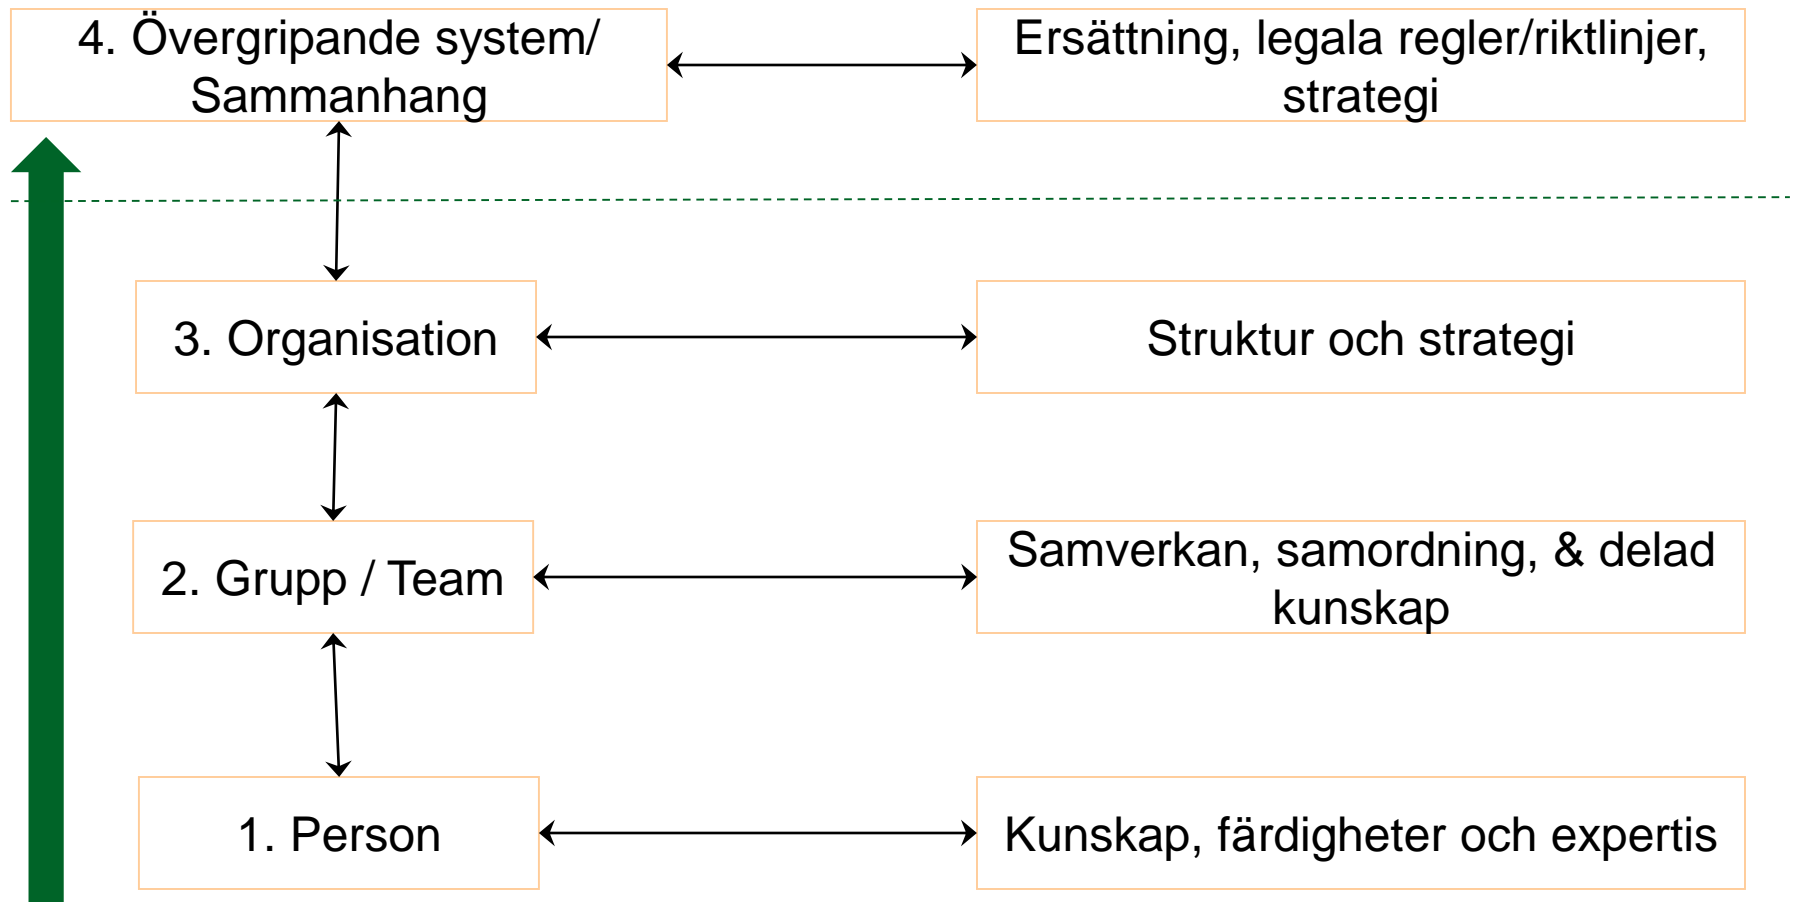 4. Övergripande system/
Sammanhang
Ersättning, legala regler/riktlinjer,
strategi
3. Organisation
Struktur och strategi
2. Grupp / Team
Samverkan, samordning, & delad
kunskap
1. Person
Kunskap, färdigheter och expertis